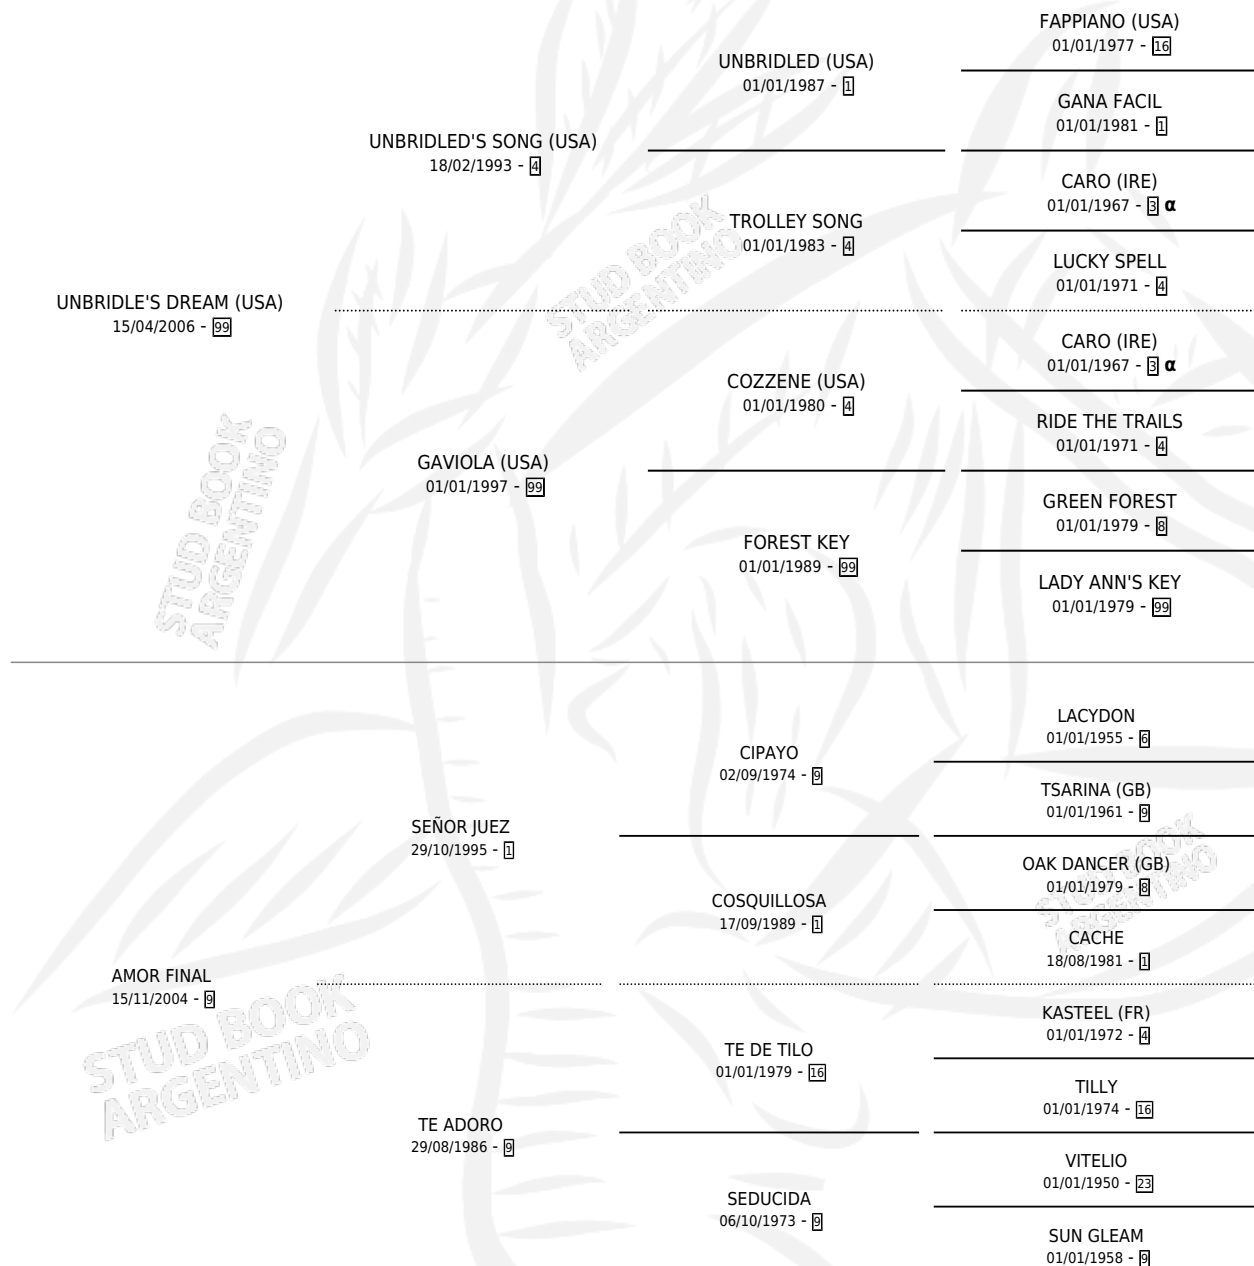 FAPPIANO (USA)
01/01/1977 - 16
UNBRIDLED (USA)
01/01/1987 - 1
GANA FACIL
01/01/1981 - 1
UNBRIDLED'S SONG (USA)
18/02/1993 - 4
CARO (IRE)
01/01/1967 - 3 α
TROLLEY SONG
01/01/1983 - 4
LUCKY SPELL
01/01/1971 - 4
UNBRIDLE'S DREAM (USA)
15/04/2006 - 99
STUD BOOK
ARGENTINO
CARO (IRE)
01/01/1967 - 3 α
COZZENE (USA)
01/01/1980 - 4
RIDE THE TRAILS
01/01/1971 - 4
GAVIOLA (USA)
01/01/1997 - 99
STUD BOOK
ARGENTINO
GREEN FOREST
01/01/1979 - 8
FOREST KEY
01/01/1989 - 99
LADY ANN'S KEY
01/01/1979 - 99
LACYDON
01/01/1955 - 6
CIPAYO
02/09/1974 - 9
TSARINA (GB)
01/01/1961 - 9
SEÑOR JUEZ
29/10/1995 - 1
STUD BOOK
ARGENTINO
OAK DANCER (GB)
01/01/1979 - 8
COSQUILLOSA
17/09/1989 - 1
CACHE
18/08/1981 - 1
AMOR FINAL
15/11/2004 - 9
STUD BOOK
ARGENTINO
KASTEEL (FR)
01/01/1972 - 4
TE DE TILO
01/01/1979 - 16
TILLY
01/01/1974 - 16
TE ADORO
29/08/1986 - 9
VITELIO
01/01/1950 - 23
SEDUCIDA
06/10/1973 - 9
SUN GLEAM
01/01/1958 - 9